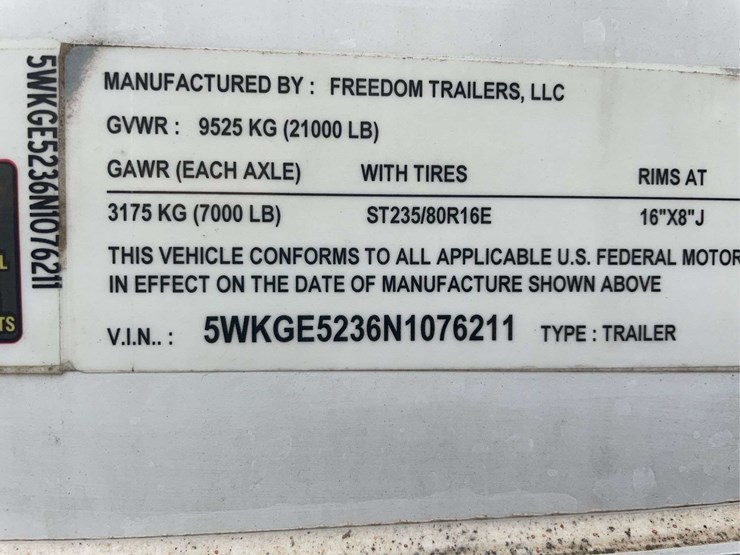 5WKGE5236N1076211
L
TS
MANUFACTURED BY : FREEDOM TRAILERS, LLC
GVWR : 9525 KG (21000 LB)
GAWR (EACH AXLE) WITH TIRES RIMS AT
3175 KG (7000 LB) ST235/80R16E 16"X8"J
THIS VEHICLE CONFORMS TO ALL APPLICABLE U.S. FEDERAL MOTOR
IN EFFECT ON THE DATE OF MANUFACTURE SHOWN ABOVE
V.I.N.. : 5WKGE5236N1076211 TYPE : TRAILER